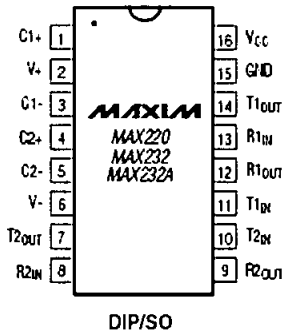 C1+ 1 16 VCC
V+ 2 15 GND
C1- 3 MAXIM 14 T1OUT
C2+ 4 MAX220 13 R1IN
MAX232
C2- 5 MAX232A 12 R1OUT
V- 6 11 T1IN
T2OUT 7 10 T2IN
R2IN 8 9 R2OUT
DIP/SO